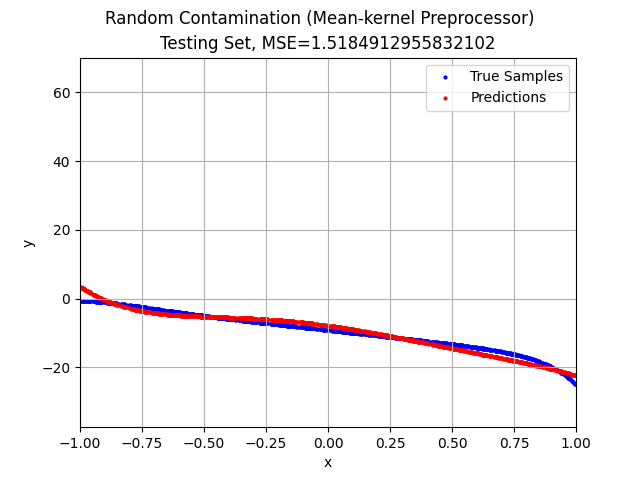 Random Contamination (Mean-kernel Preprocessor)
Testing Set, MSE=1.5184912955832102
True Samples
Predictions
60
40
20
0
−20
y
−1.00 −0.75 −0.50 −0.25 0.00 0.25 0.50 0.75 1.00
x